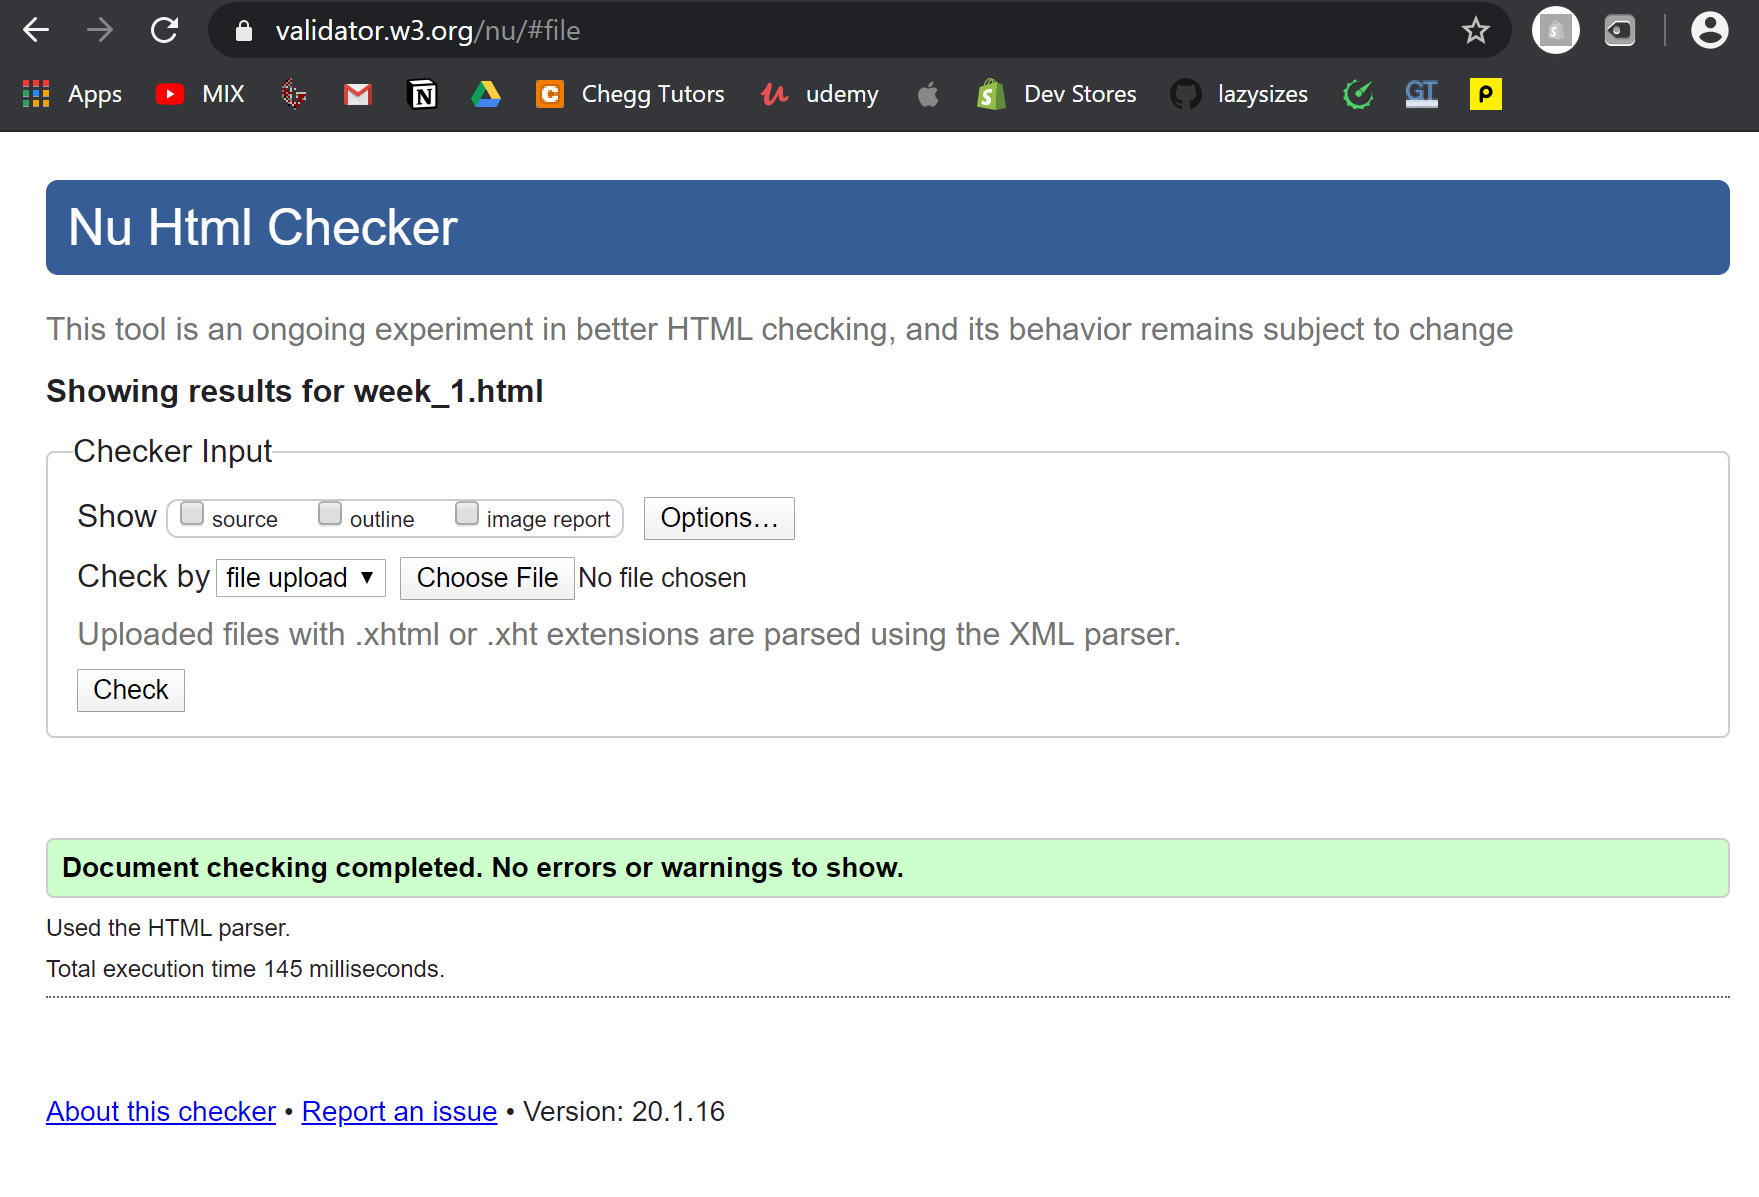 validator.w3.org/nu/#file
Apps MIX N C Chegg Tutors u udemy S Dev Stores lazysizes GT p
Nu Html Checker
This tool is an ongoing experiment in better HTML checking, and its behavior remains subject to change
Showing results for week_1.html
Checker Input
Show source outline image report Options...
Check by file upload Choose File No file chosen
Uploaded files with .xhtml or .xht extensions are parsed using the XML parser.
Check
Document checking completed. No errors or warnings to show.
Used the HTML parser.
Total execution time 145 milliseconds.
About this checker • Report an issue • Version: 20.1.16